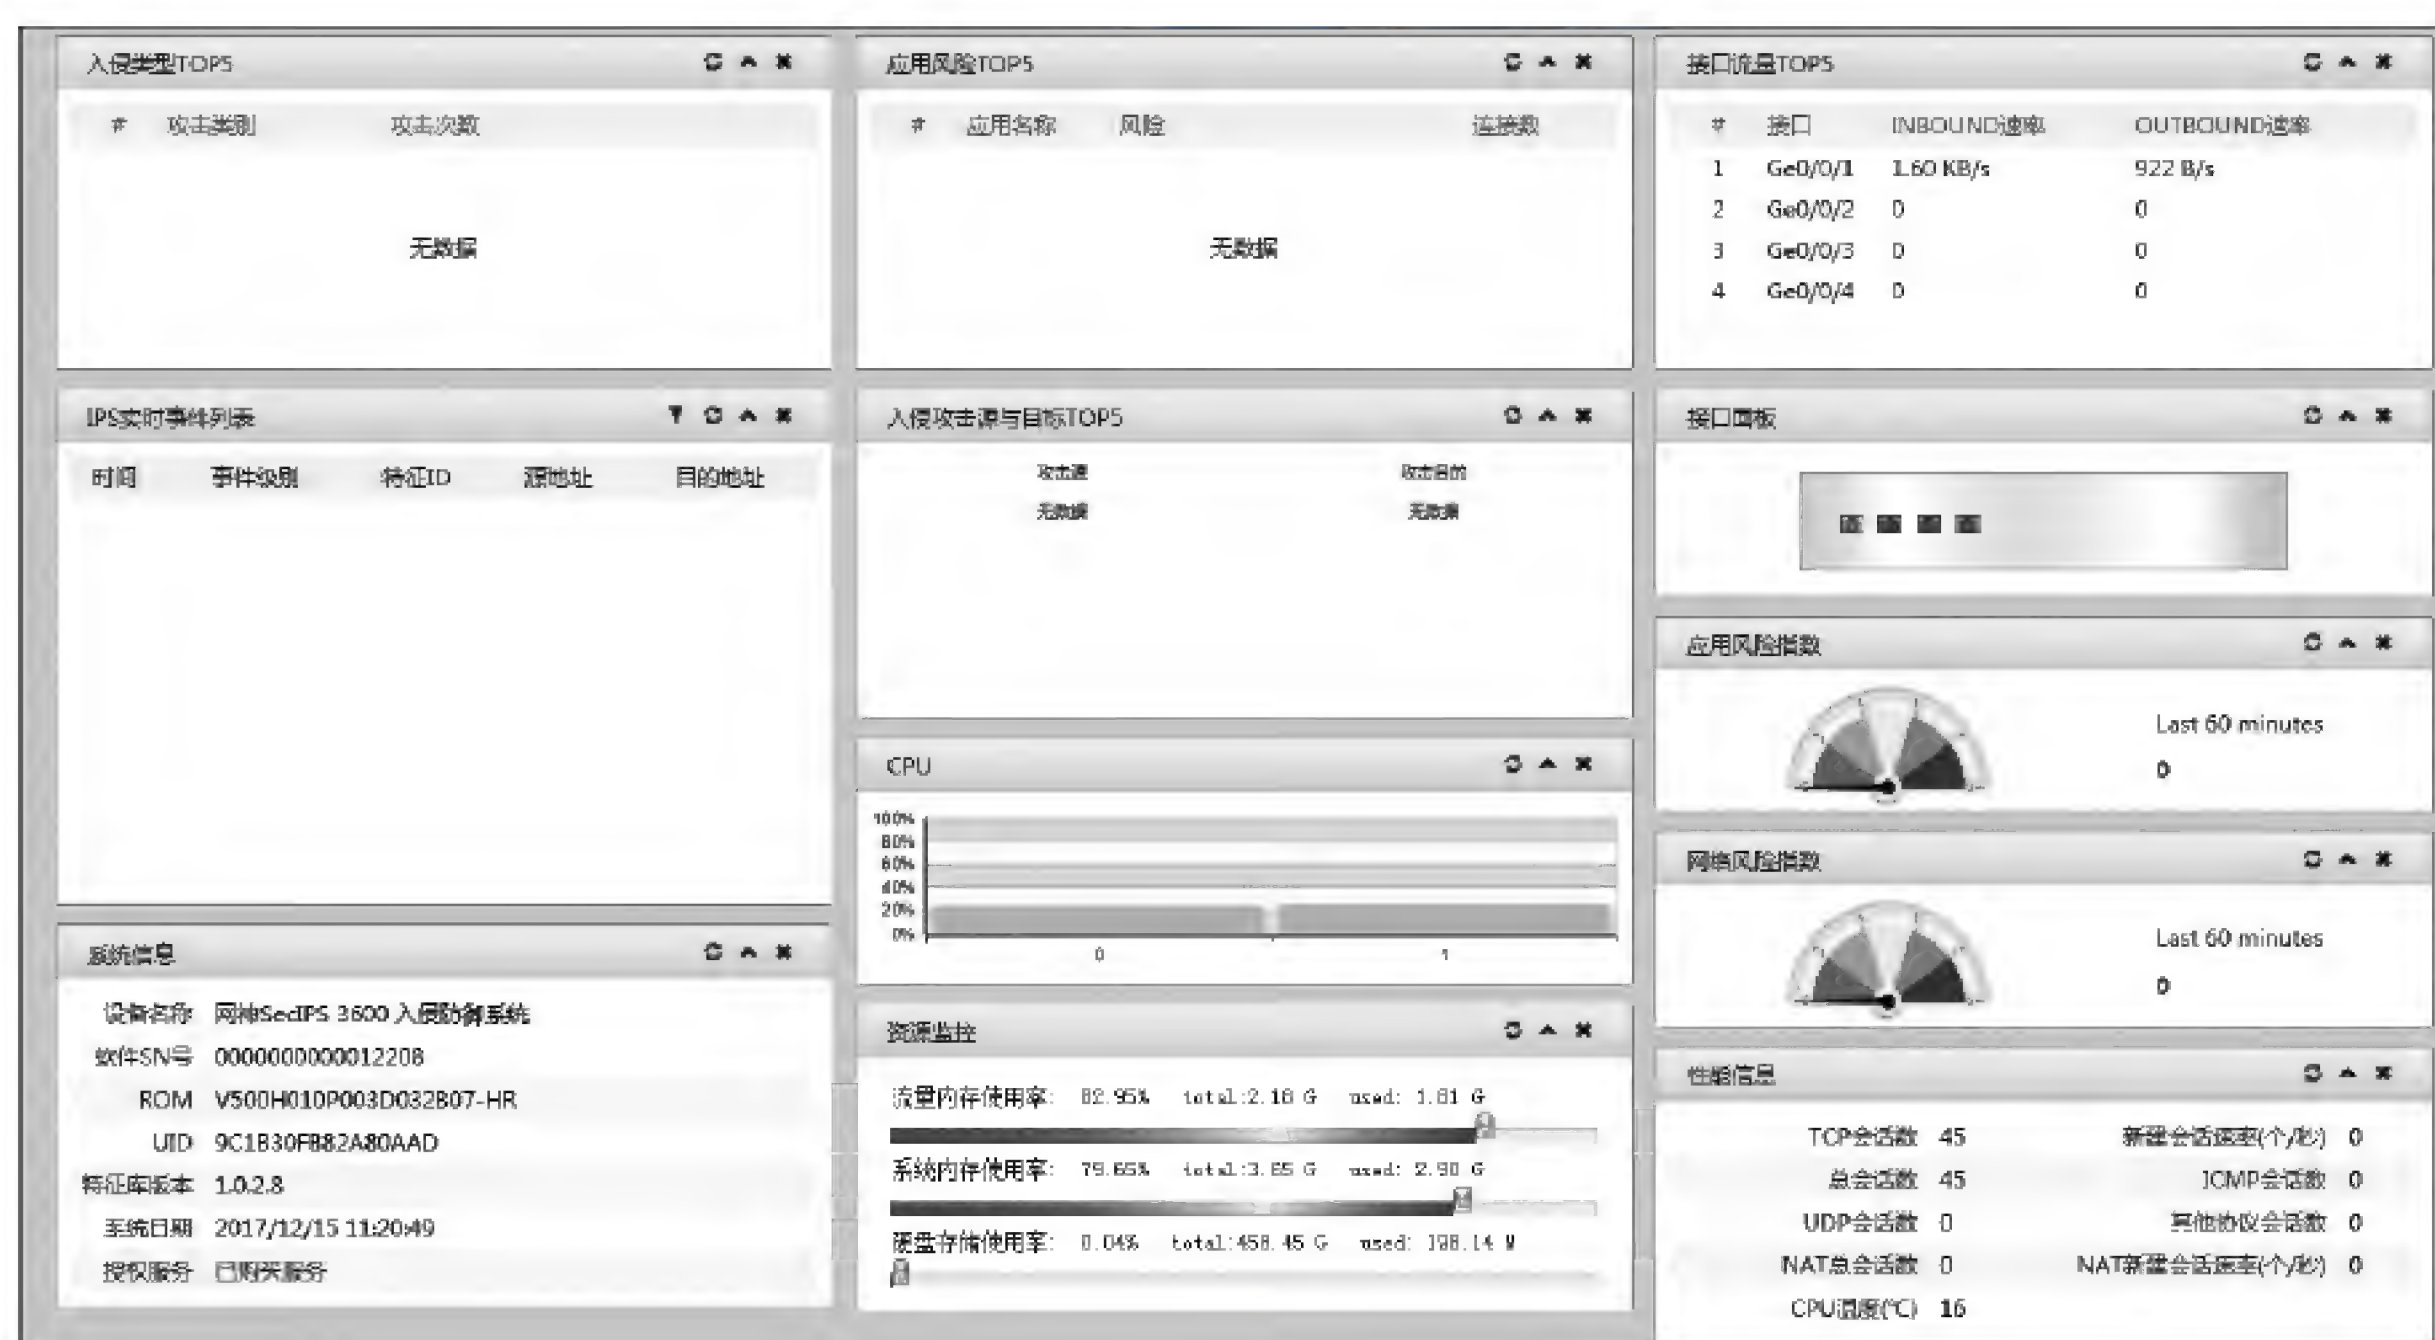 入侵类型TOP5
# 攻击类别 攻击次数
无数据
应用风险TOP5
# 应用名称 风险 连接数
无数据
接口流量TOP5
# 接口 INBOUND速率 OUTBOUND速率
1 Ge0/0/1 1.60 KB/s 922 B/s
2 Ge0/0/2 0 0
3 Ge0/0/3 0 0
4 Ge0/0/4 0 0
IPS实时事件列表
时间 事件级别 特征ID 源地址 目的地址
入侵攻击源与目标TOP5
攻击源 攻击目的
无数据 无数据
接口面板
应用风险指数
Last 60 minutes
0
CPU
100%
80%
60%
40%
20%
0%
0 1
网络风险指数
Last 60 minutes
0
系统信息
设备名称 网神SecIPS 3600 入侵防御系统
软件SN号 0000000000012208
ROM V500H010P003D032B07-HR
UID 9C1B30FB82A80AAD
特征库版本 1.0.2.8
系统日期 2017/12/15 11:20:49
授权服务 已购买服务
资源监控
流量内存使用率: 82.95% total:2.18 G used: 1.81 G
系统内存使用率: 79.65% total:3.65 G used: 2.90 G
硬盘存储使用率: 0.04% total:458.45 G used: 198.14 M
性能信息
TCP会话数 45 新建会话速率(个/秒) 0
总会话数 45 ICMP会话数 0
UDP会话数 0 其他协议会话数 0
NAT总会话数 0 NAT新建会话速率(个/秒) 0
CPU温度(℃) 16